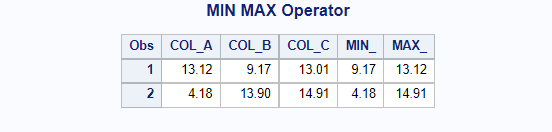 MIN MAX Operator
Obs COL_A COL_B COL_C MIN_ MAX_
1 13.12 9.17 13.01 9.17 13.12
2 4.18 13.90 14.91 4.18 14.91